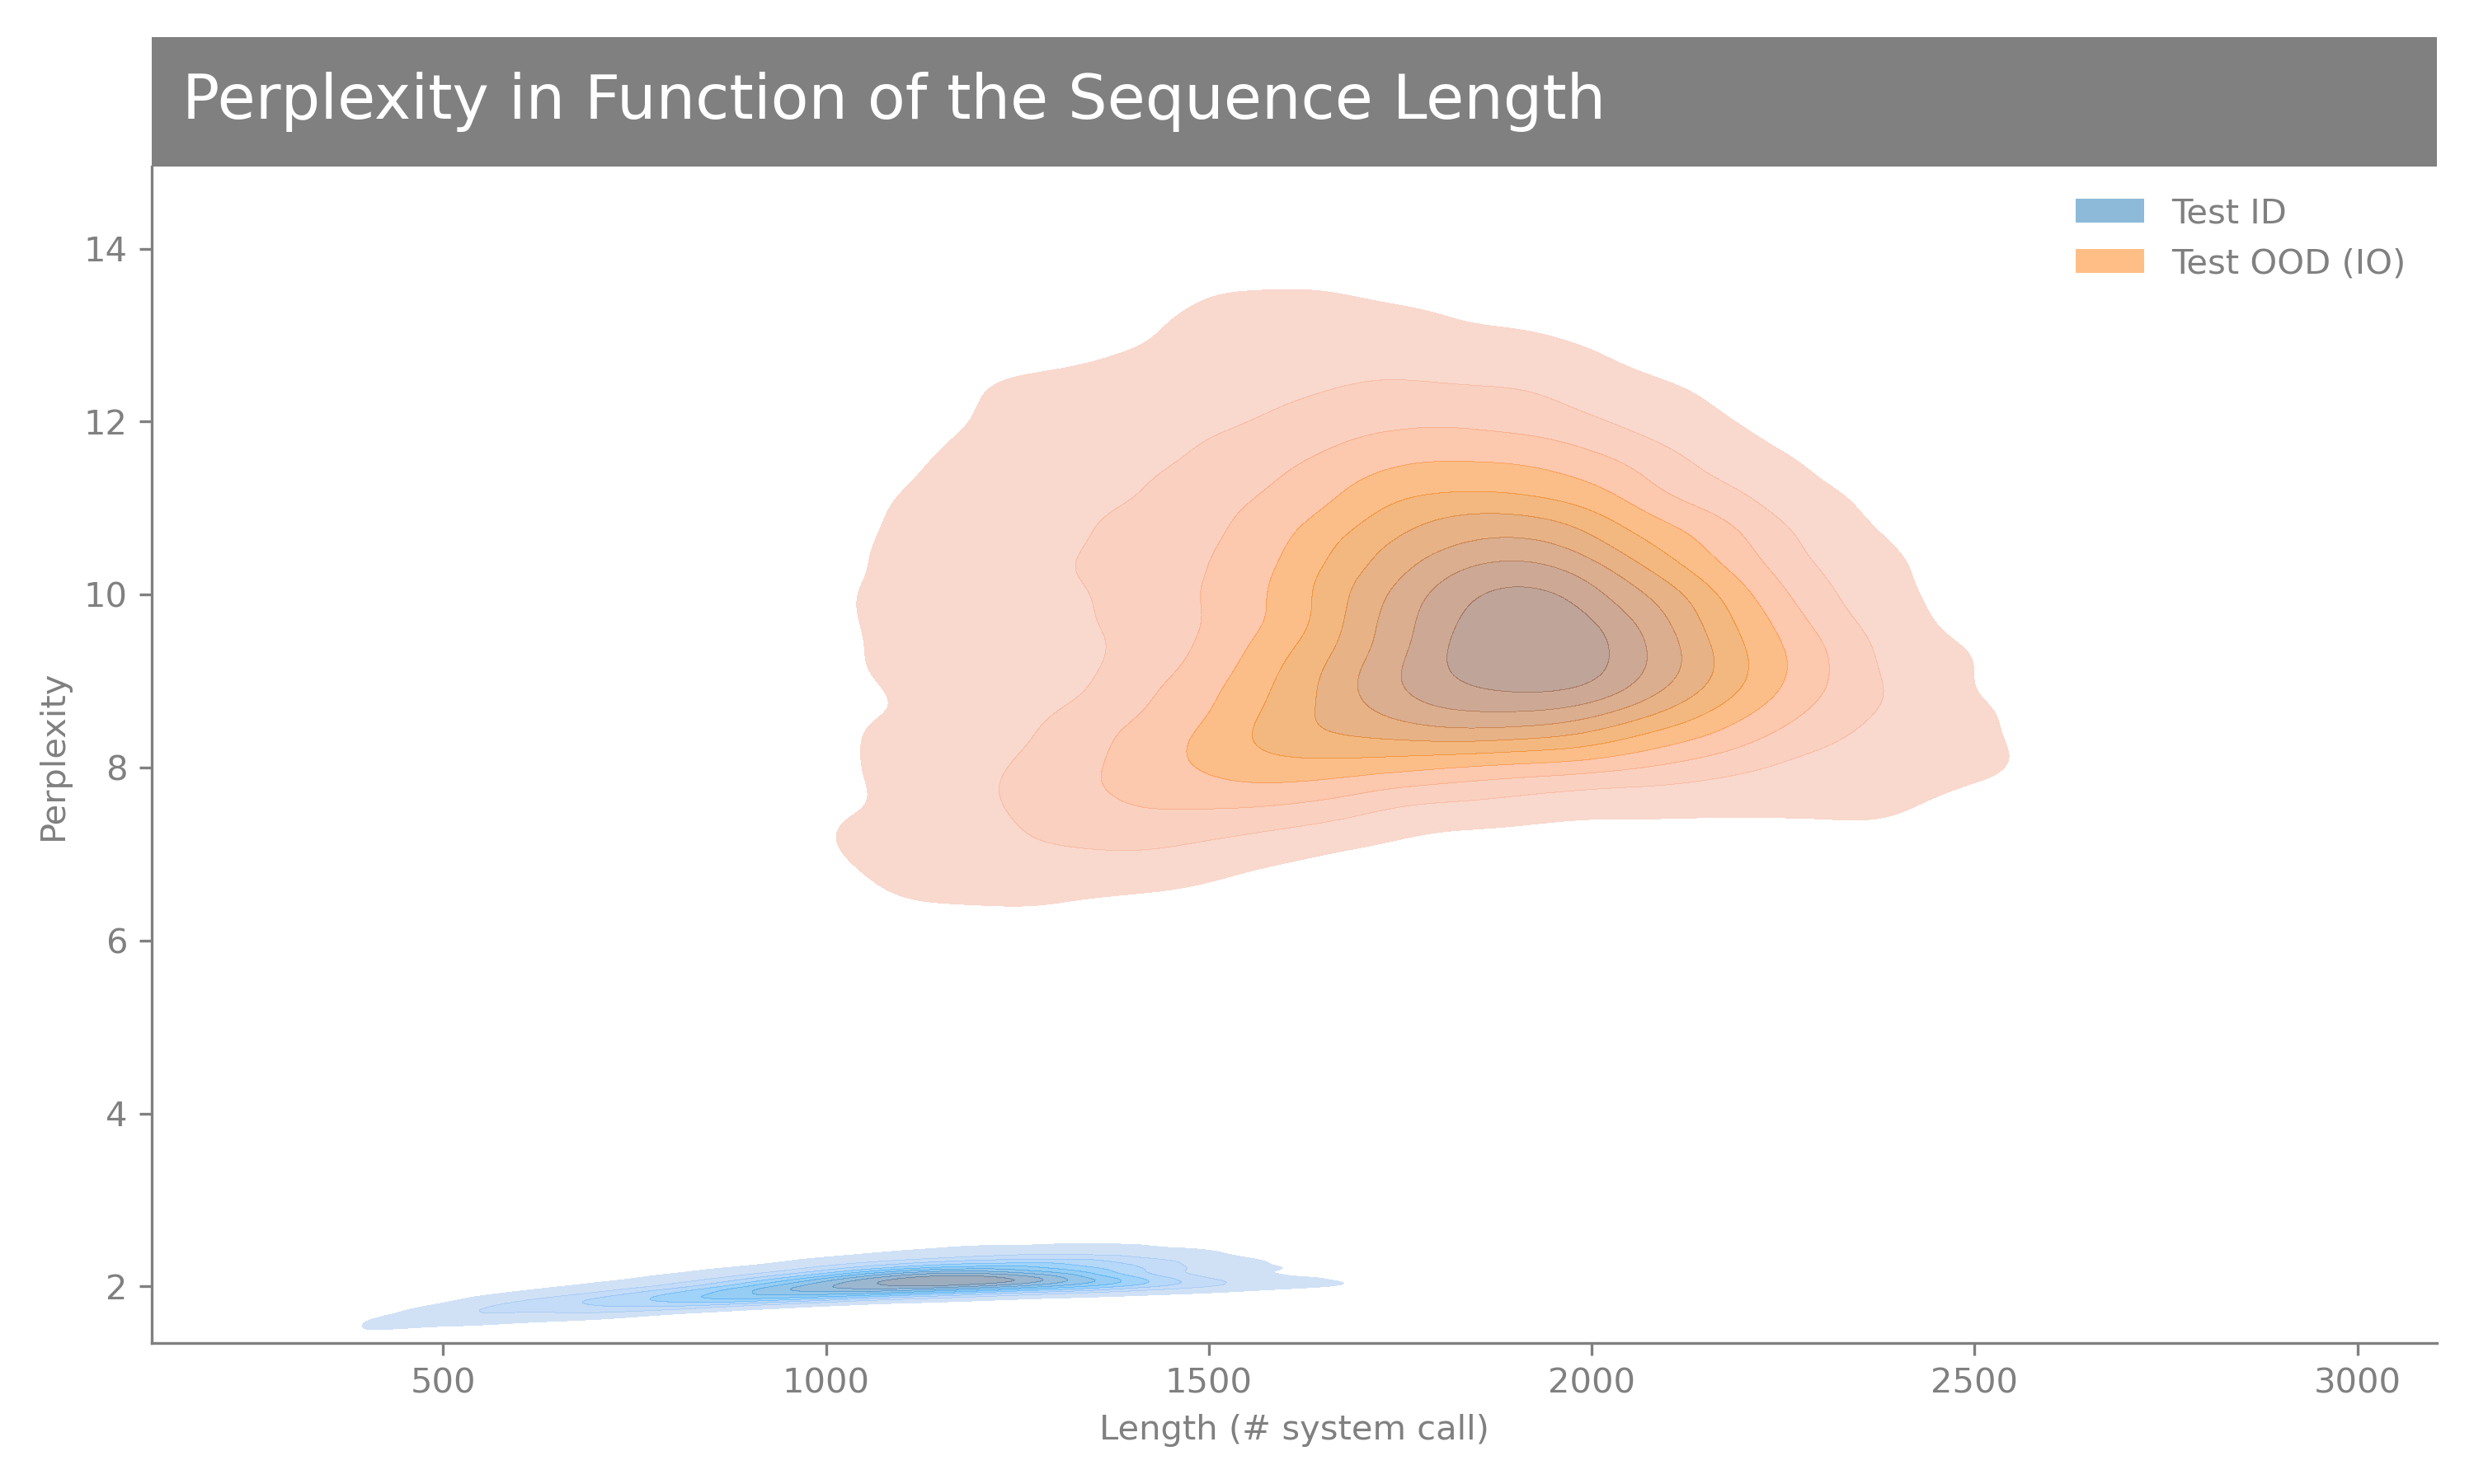 Perplexity in Function of the Sequence Length
Test ID
Test OOD (IO)
14
12
10
8
6
4
2
Perplexity
500 1000 1500 2000 2500 3000
Length (# system call)